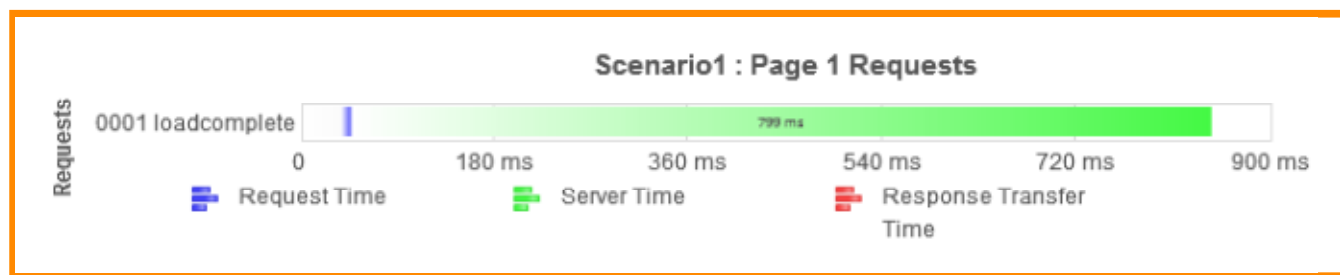 Scenario1 : Page 1 Requests
Requests
0001 loadcomplete
799 ms
0
180 ms
360 ms
540 ms
720 ms
900 ms
Request Time
Server Time
Response Transfer
Time